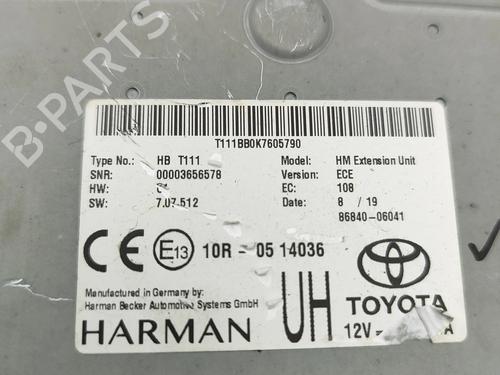 B-PARTS
T111BB0K7605790
Type No.: HB T111 Model: HM Extension Unit
SNR: 00003656578 Version: ECE
HW: EC: 108
SW: 7.07.512 Date: 8 / 19
86840-06041
CE E13 10R - 05 14036
Manufactured in Germany by:
Harman Becker Automotive Systems GmbH
HARMAN UH TOYOTA
12V